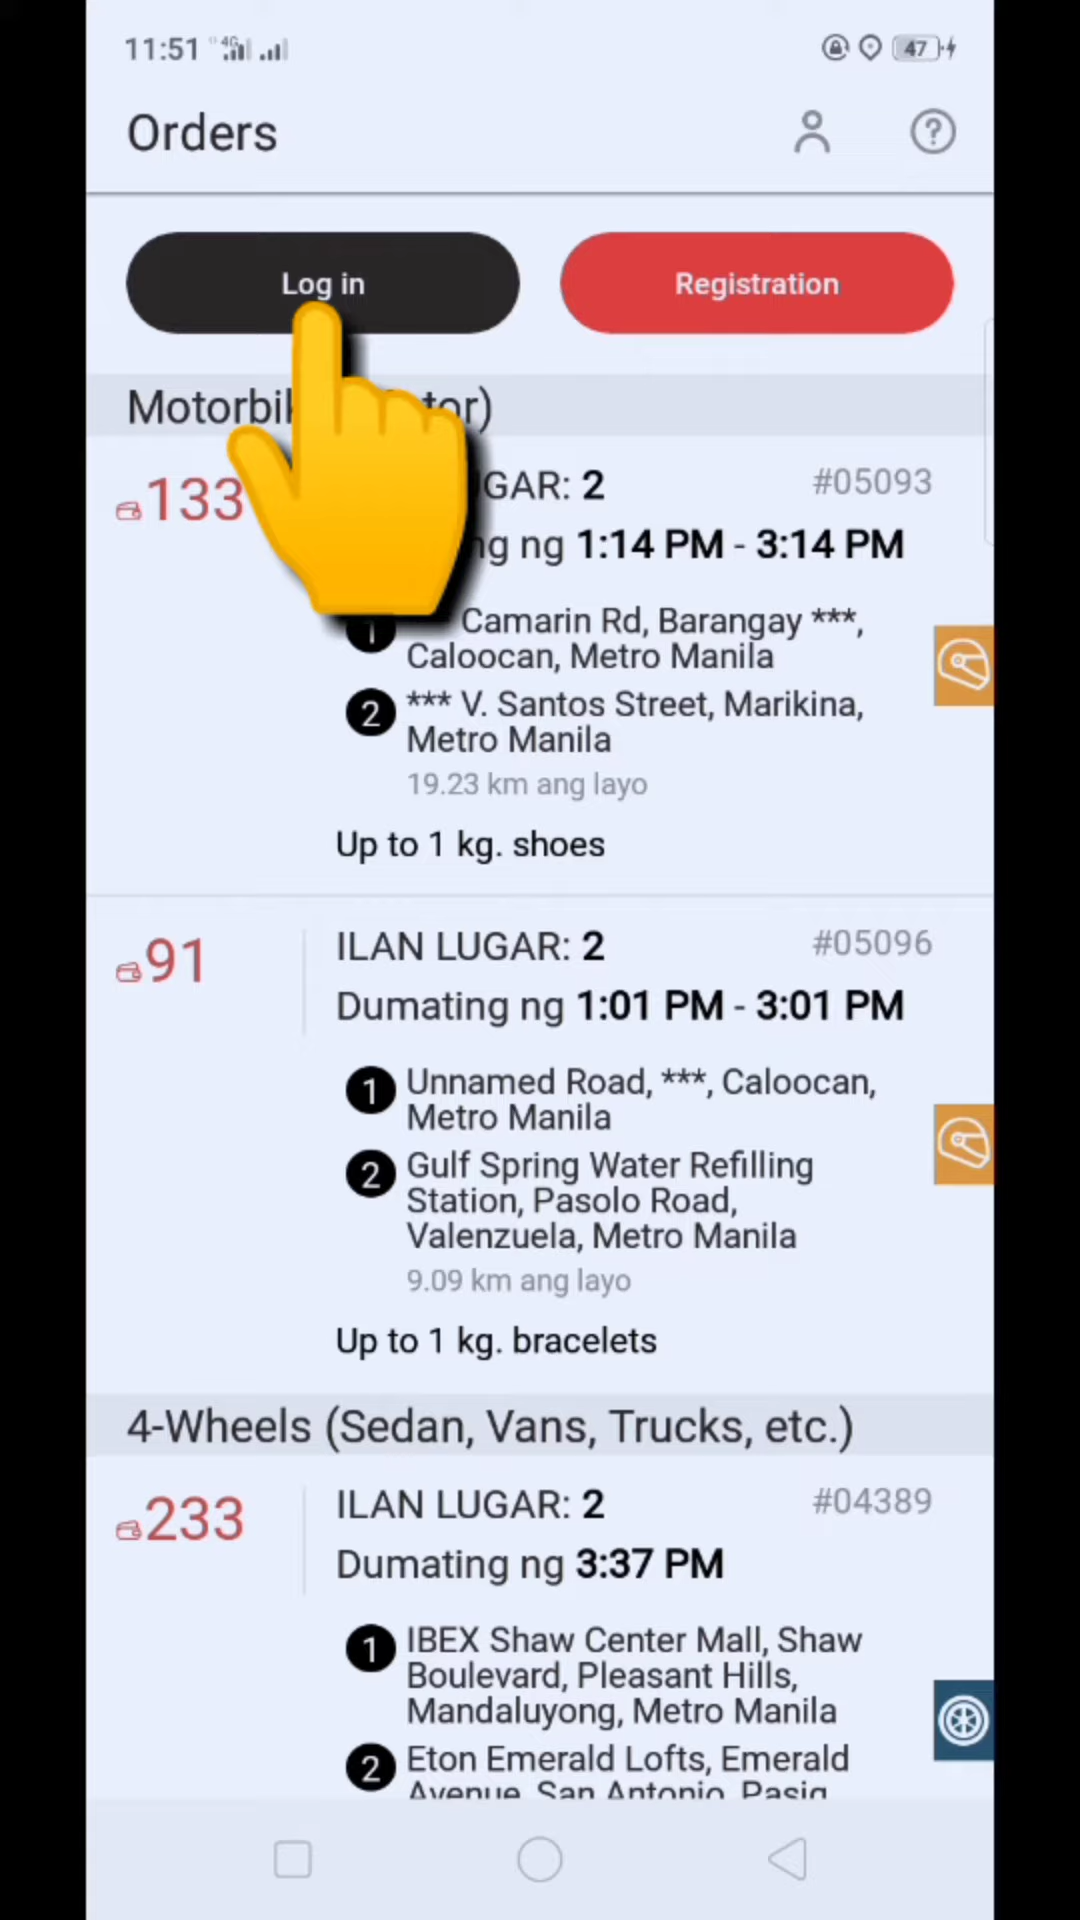 11:51 4G 47
Orders
Log in
Registration
Motorbik tor)
133
GAR: 2
#05093
ng ng 1:14 PM - 3:14 PM
1 Camarin Rd, Barangay ***,
Caloocan, Metro Manila
2 *** V. Santos Street, Marikina,
Metro Manila
19.23 km ang layo
Up to 1 kg. shoes
91
ILAN LUGAR: 2
#05096
Dumating ng 1:01 PM - 3:01 PM
1 Unnamed Road, ***, Caloocan,
Metro Manila
2 Gulf Spring Water Refilling
Station, Pasolo Road,
Valenzuela, Metro Manila
9.09 km ang layo
Up to 1 kg. bracelets
4-Wheels (Sedan, Vans, Trucks, etc.)
233
ILAN LUGAR: 2
#04389
Dumating ng 3:37 PM
1 IBEX Shaw Center Mall, Shaw
Boulevard, Pleasant Hills,
Mandaluyong, Metro Manila
2 Eton Emerald Lofts, Emerald
Avenue, San Antonio, Pasig